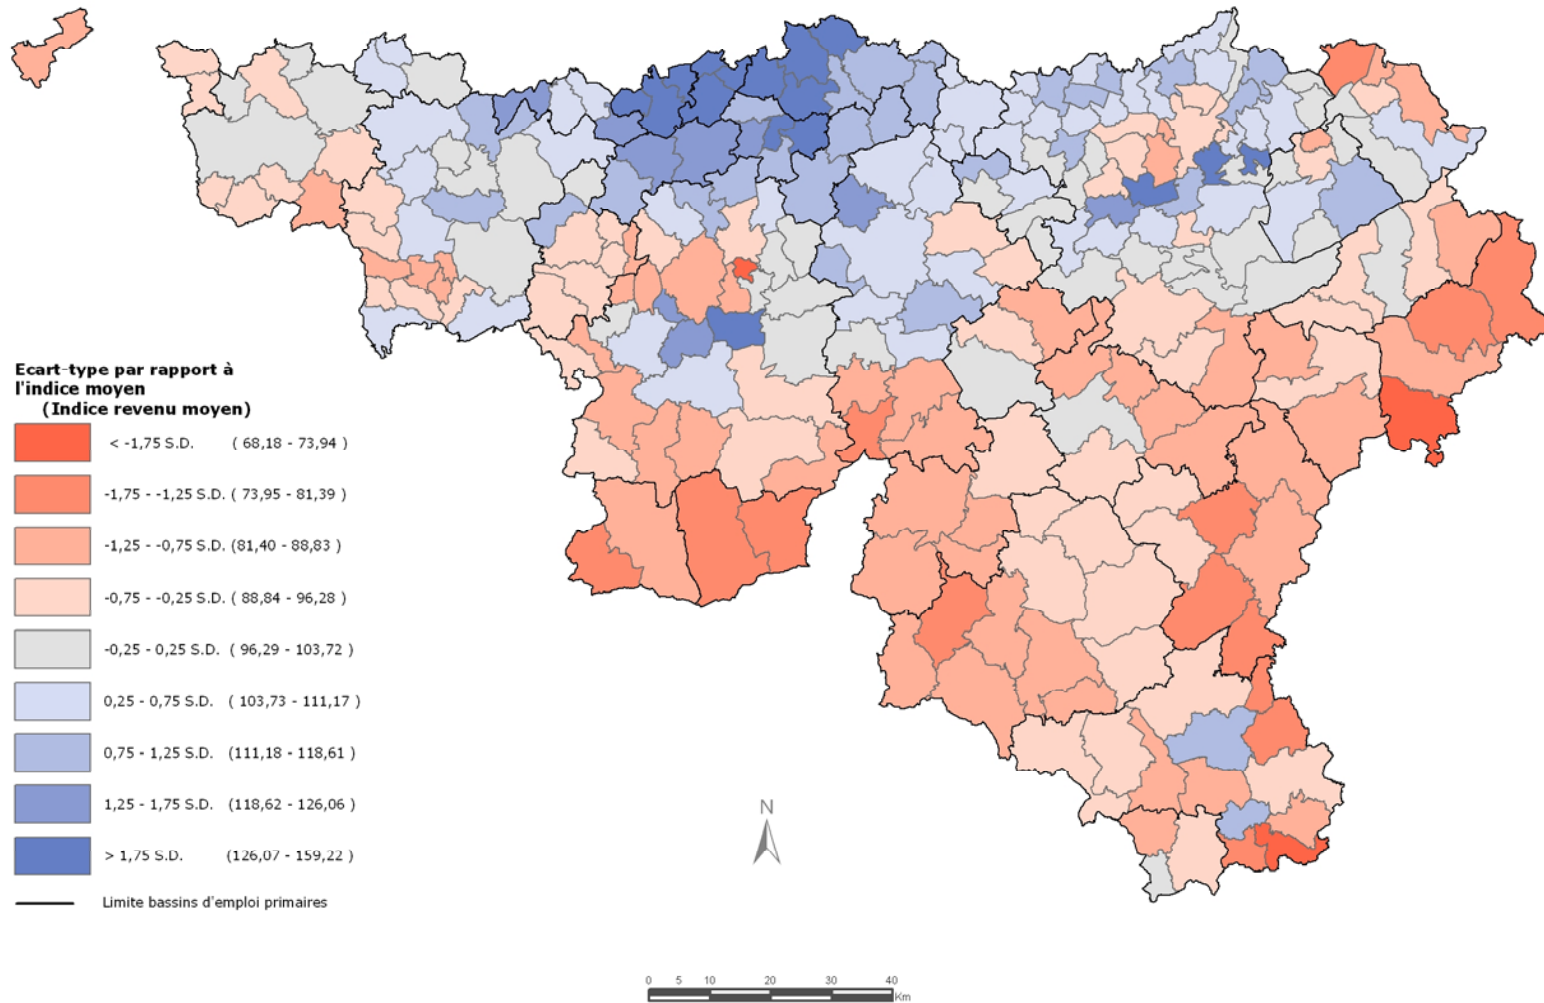 Ecart-type par rapport à
l'indice moyen
(Indice revenu moyen)
< -1,75 S.D. ( 68,18 - 73,94 )
-1,75 - -1,25 S.D. ( 73,95 - 81,39 )
-1,25 - -0,75 S.D. (81,40 - 88,83 )
-0,75 - -0,25 S.D. ( 88,84 - 96,28 )
-0,25 - 0,25 S.D. ( 96,29 - 103,72 )
0,25 - 0,75 S.D. ( 103,73 - 111,17 )
0,75 - 1,25 S.D. (111,18 - 118,61 )
1,25 - 1,75 S.D. (118,62 - 126,06 )
> 1,75 S.D. (126,07 - 159,22 )
Limite bassins d'emploi primaires
N
0 5 10 20 30 40
Km